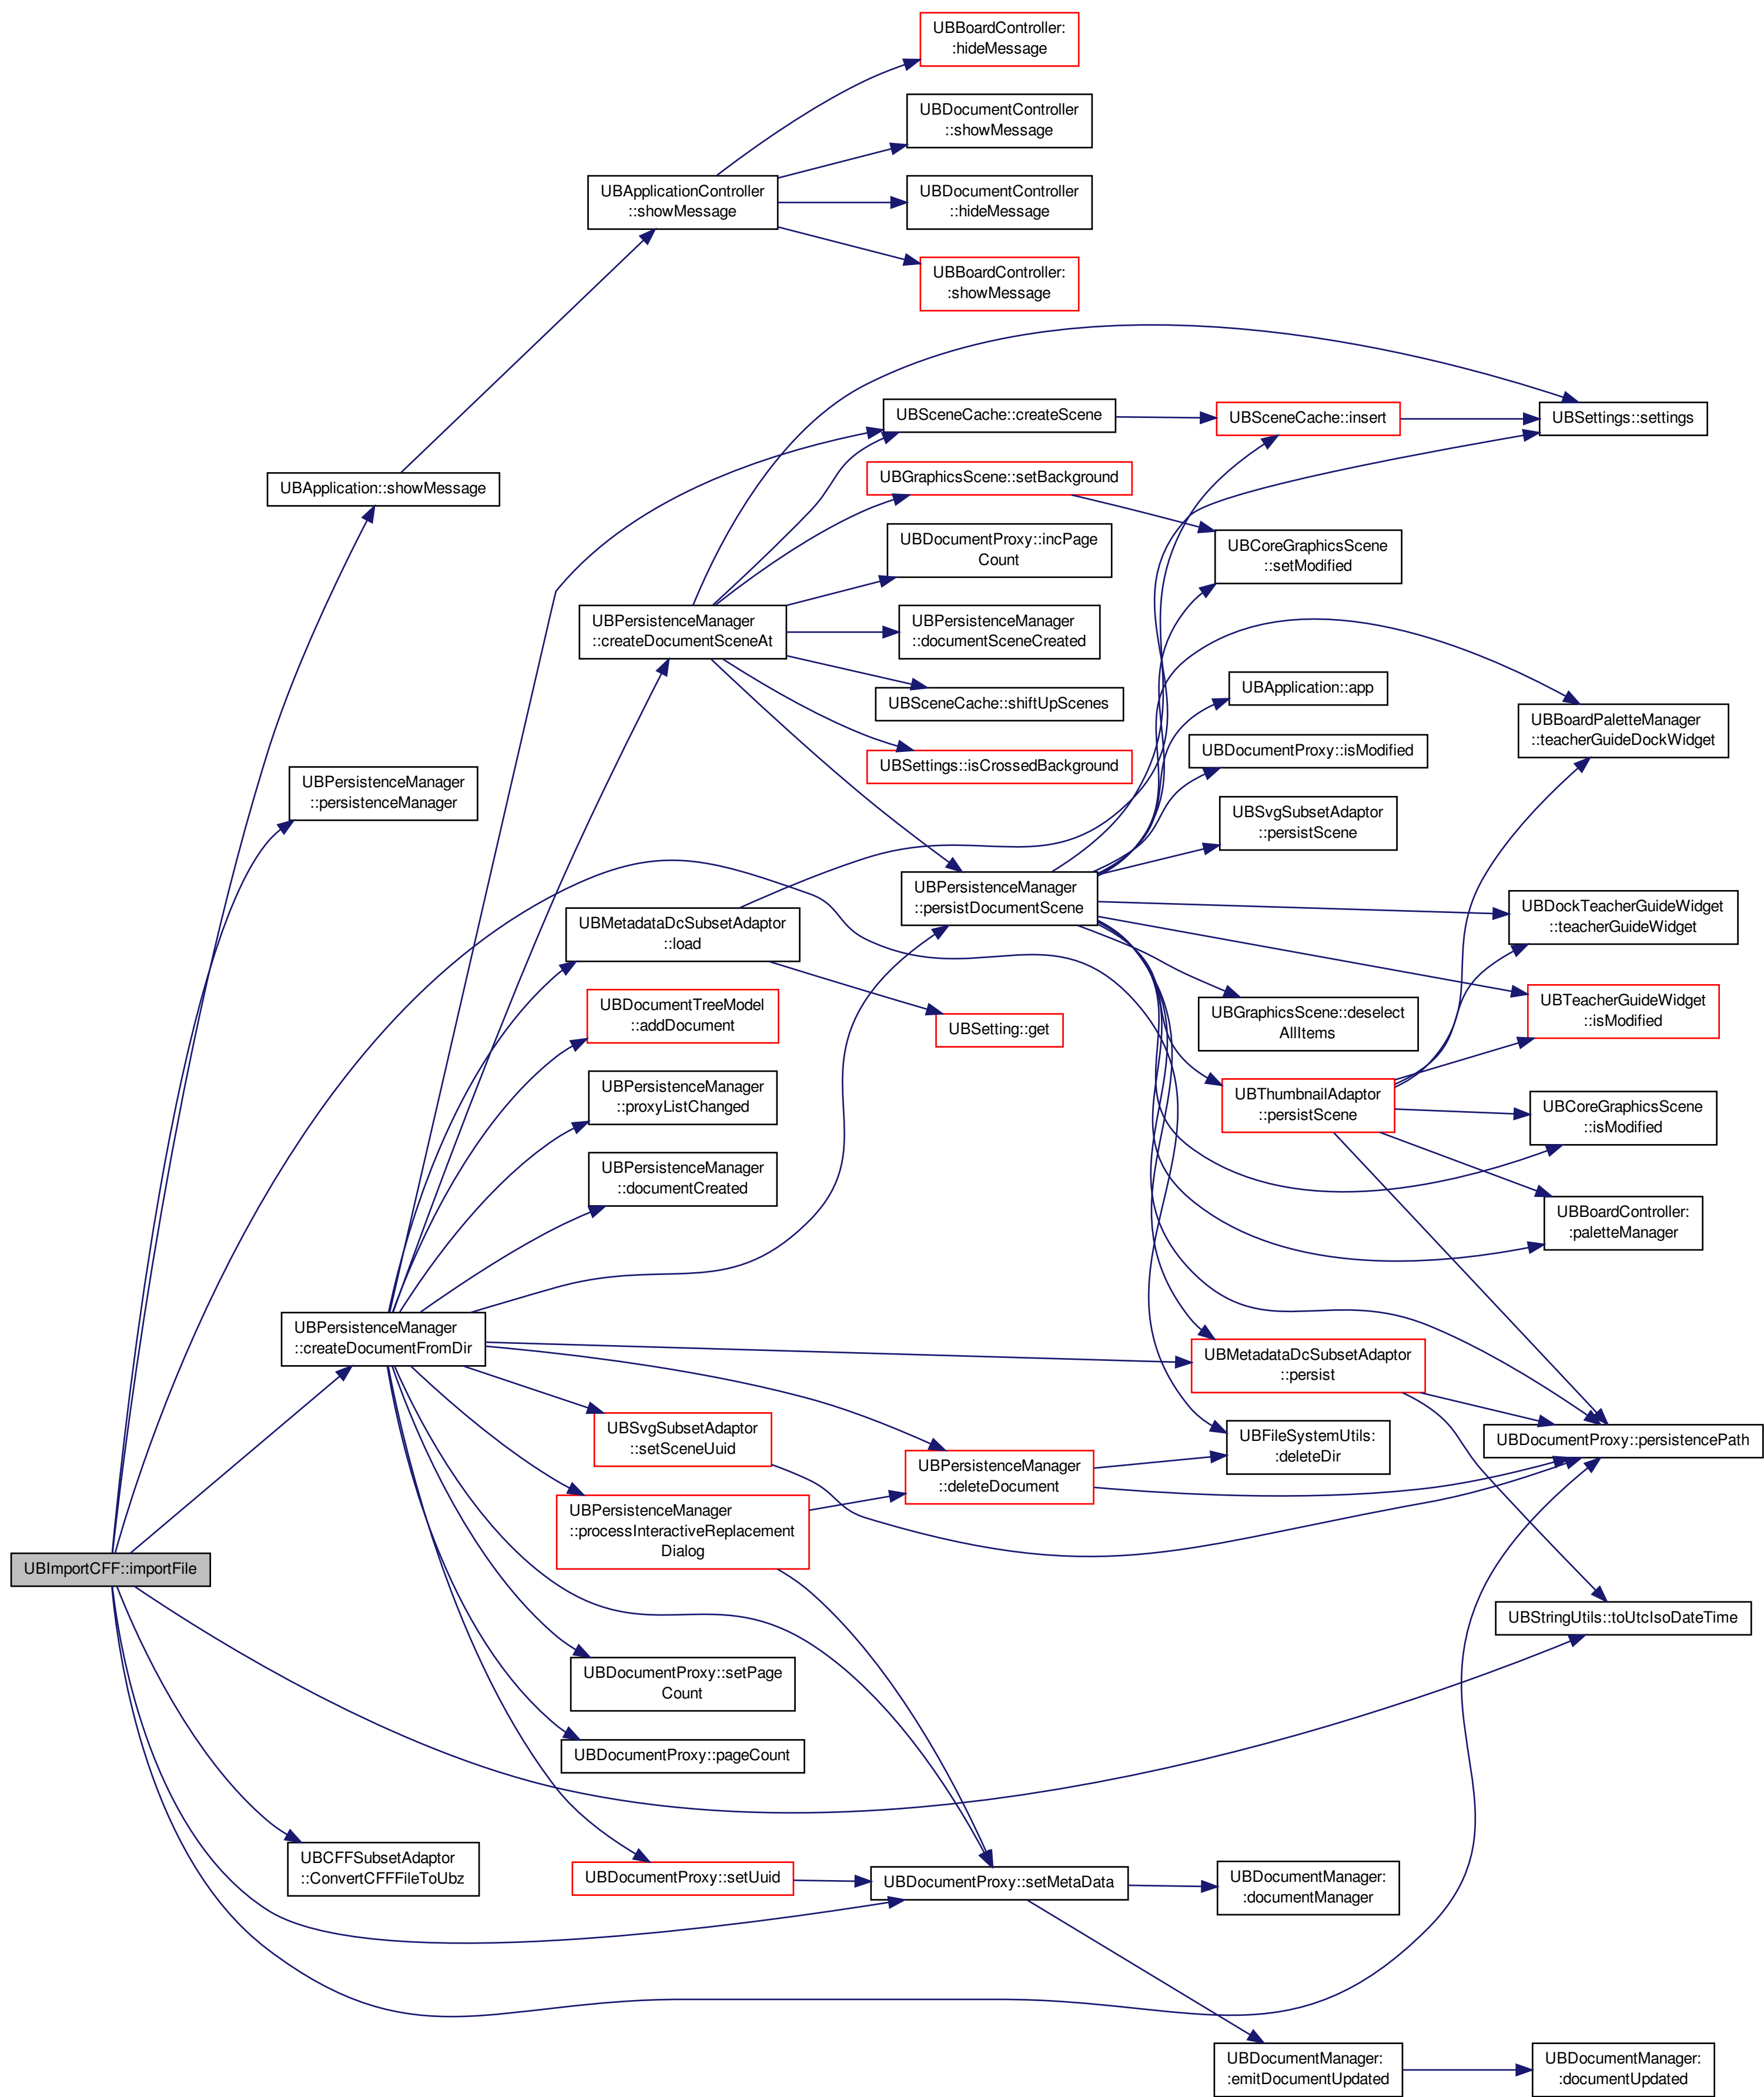 UBBoardController:
:hideMessage
UBDocumentController
::showMessage
UBApplicationController
::showMessage
UBDocumentController
::hideMessage
UBBoardController:
:showMessage
UBSceneCache::createScene
UBSceneCache::insert
UBSettings::settings
UBApplication::showMessage
UBGraphicsScene::setBackground
UBDocumentProxy::incPage
Count
UBCoreGraphicsScene
::setModified
UBPersistenceManager
::createDocumentSceneAt
UBPersistenceManager
::documentSceneCreated
UBSceneCache::shiftUpScenes
UBApplication::app
UBBoardPaletteManager
::teacherGuideDockWidget
UBSettings::isCrossedBackground
UBDocumentProxy::isModified
UBPersistenceManager
::persistenceManager
UBSvgSubsetAdaptor
::persistScene
UBPersistenceManager
::persistDocumentScene
UBMetadataDcSubsetAdaptor
::load
UBDockTeacherGuideWidget
::teacherGuideWidget
UBDocumentTreeModel
::addDocument
UBSetting::get
UBGraphicsScene::deselect
AllItems
UBTeacherGuideWidget
::isModified
UBPersistenceManager
::proxyListChanged
UBThumbnailAdaptor
::persistScene
UBCoreGraphicsScene
::isModified
UBPersistenceManager
::documentCreated
UBBoardController:
:paletteManager
UBPersistenceManager
::createDocumentFromDir
UBMetadataDcSubsetAdaptor
::persist
UBSvgSubsetAdaptor
::setSceneUuid
UBFileSystemUtils:
:deleteDir
UBDocumentProxy::persistencePath
UBPersistenceManager
::deleteDocument
UBPersistenceManager
::processInteractiveReplacement
Dialog
UBImportCFF::importFile
UBStringUtils::toUtcIsoDateTime
UBDocumentProxy::setPage
Count
UBDocumentProxy::pageCount
UBCFFSubsetAdaptor
::ConvertCFFFileToUbz
UBDocumentProxy::setUuid
UBDocumentProxy::setMetaData
UBDocumentManager:
:documentManager
UBDocumentManager:
:emitDocumentUpdated
UBDocumentManager:
:documentUpdated